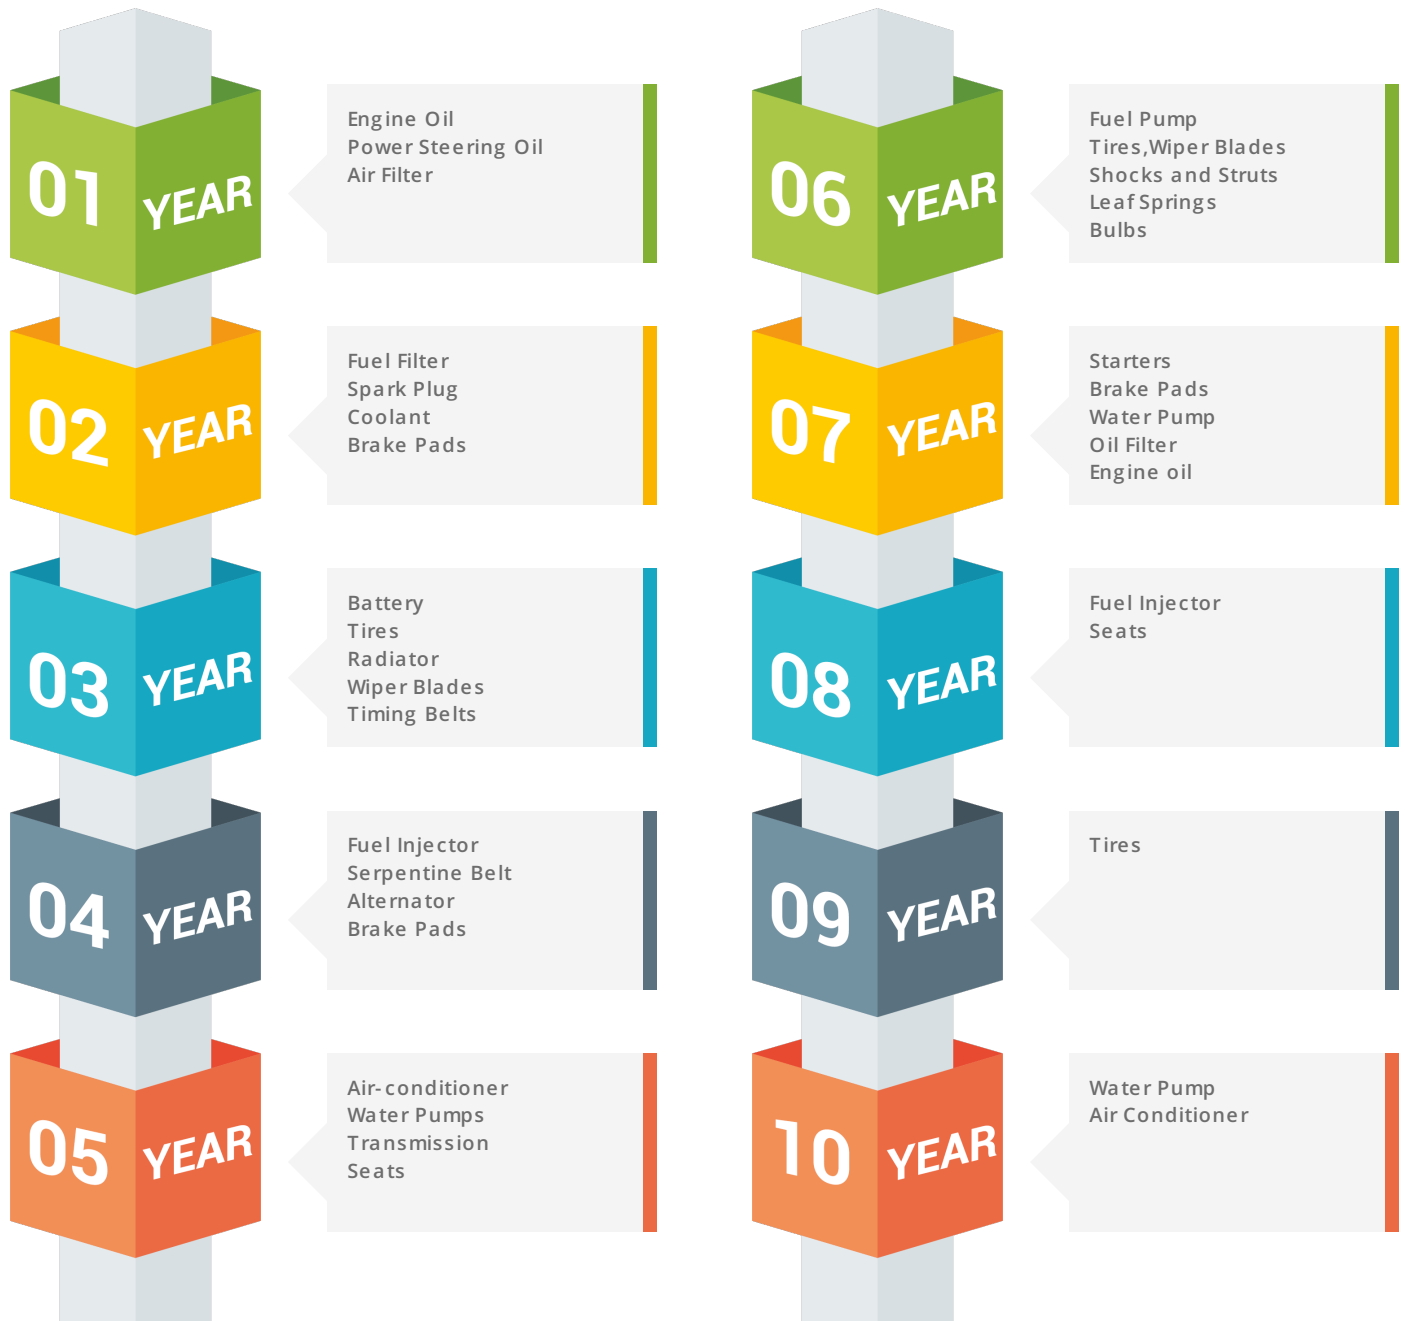 01 YEAR
Engine Oil
Power Steering Oil
Air Filter
02 YEAR
Fuel Filter
Spark Plug
Coolant
Brake Pads
03 YEAR
Battery
Tires
Radiator
Wiper Blades
Timing Belts
04 YEAR
Fuel Injector
Serpentine Belt
Alternator
Brake Pads
05 YEAR
Air-conditioner
Water Pumps
Transmission
Seats
06 YEAR
Fuel Pump
Tires,Wiper Blades
Shocks and Struts
Leaf Springs
Bulbs
07 YEAR
Starters
Brake Pads
Water Pump
Oil Filter
Engine oil
08 YEAR
Fuel Injector
Seats
09 YEAR
Tires
10 YEAR
Water Pump
Air Conditioner